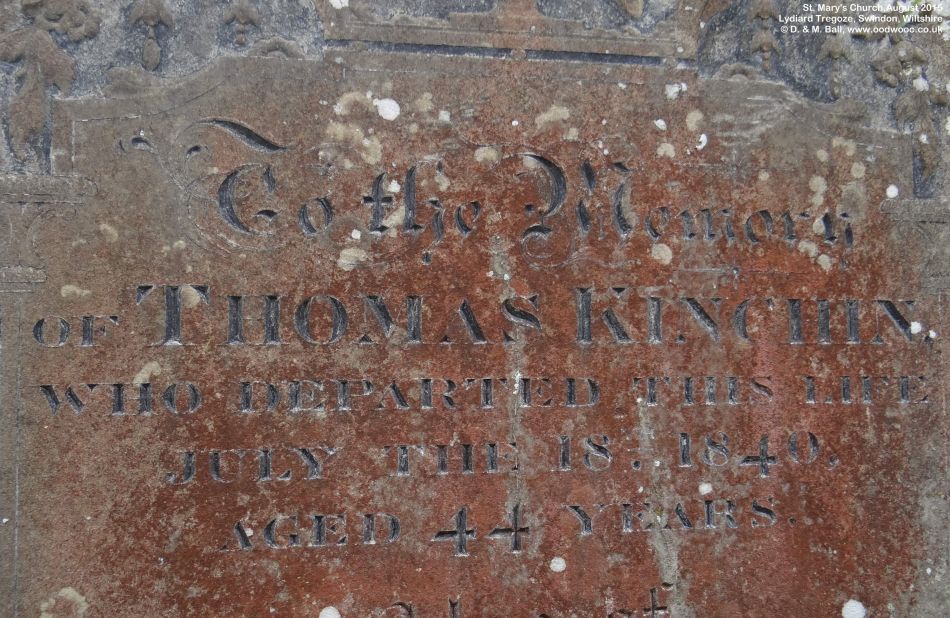 St. Mary's Church,August 2015
Lydiard Tregoze, Swindon, Wiltshire
© D. & M. Ball, www.oodwooc.co.uk
To the Memory
OF THOMAS KINCHIN,
WHO DEPARTED THIS LIFE
JULY THE 18. 1840,
AGED 44 YEARS.